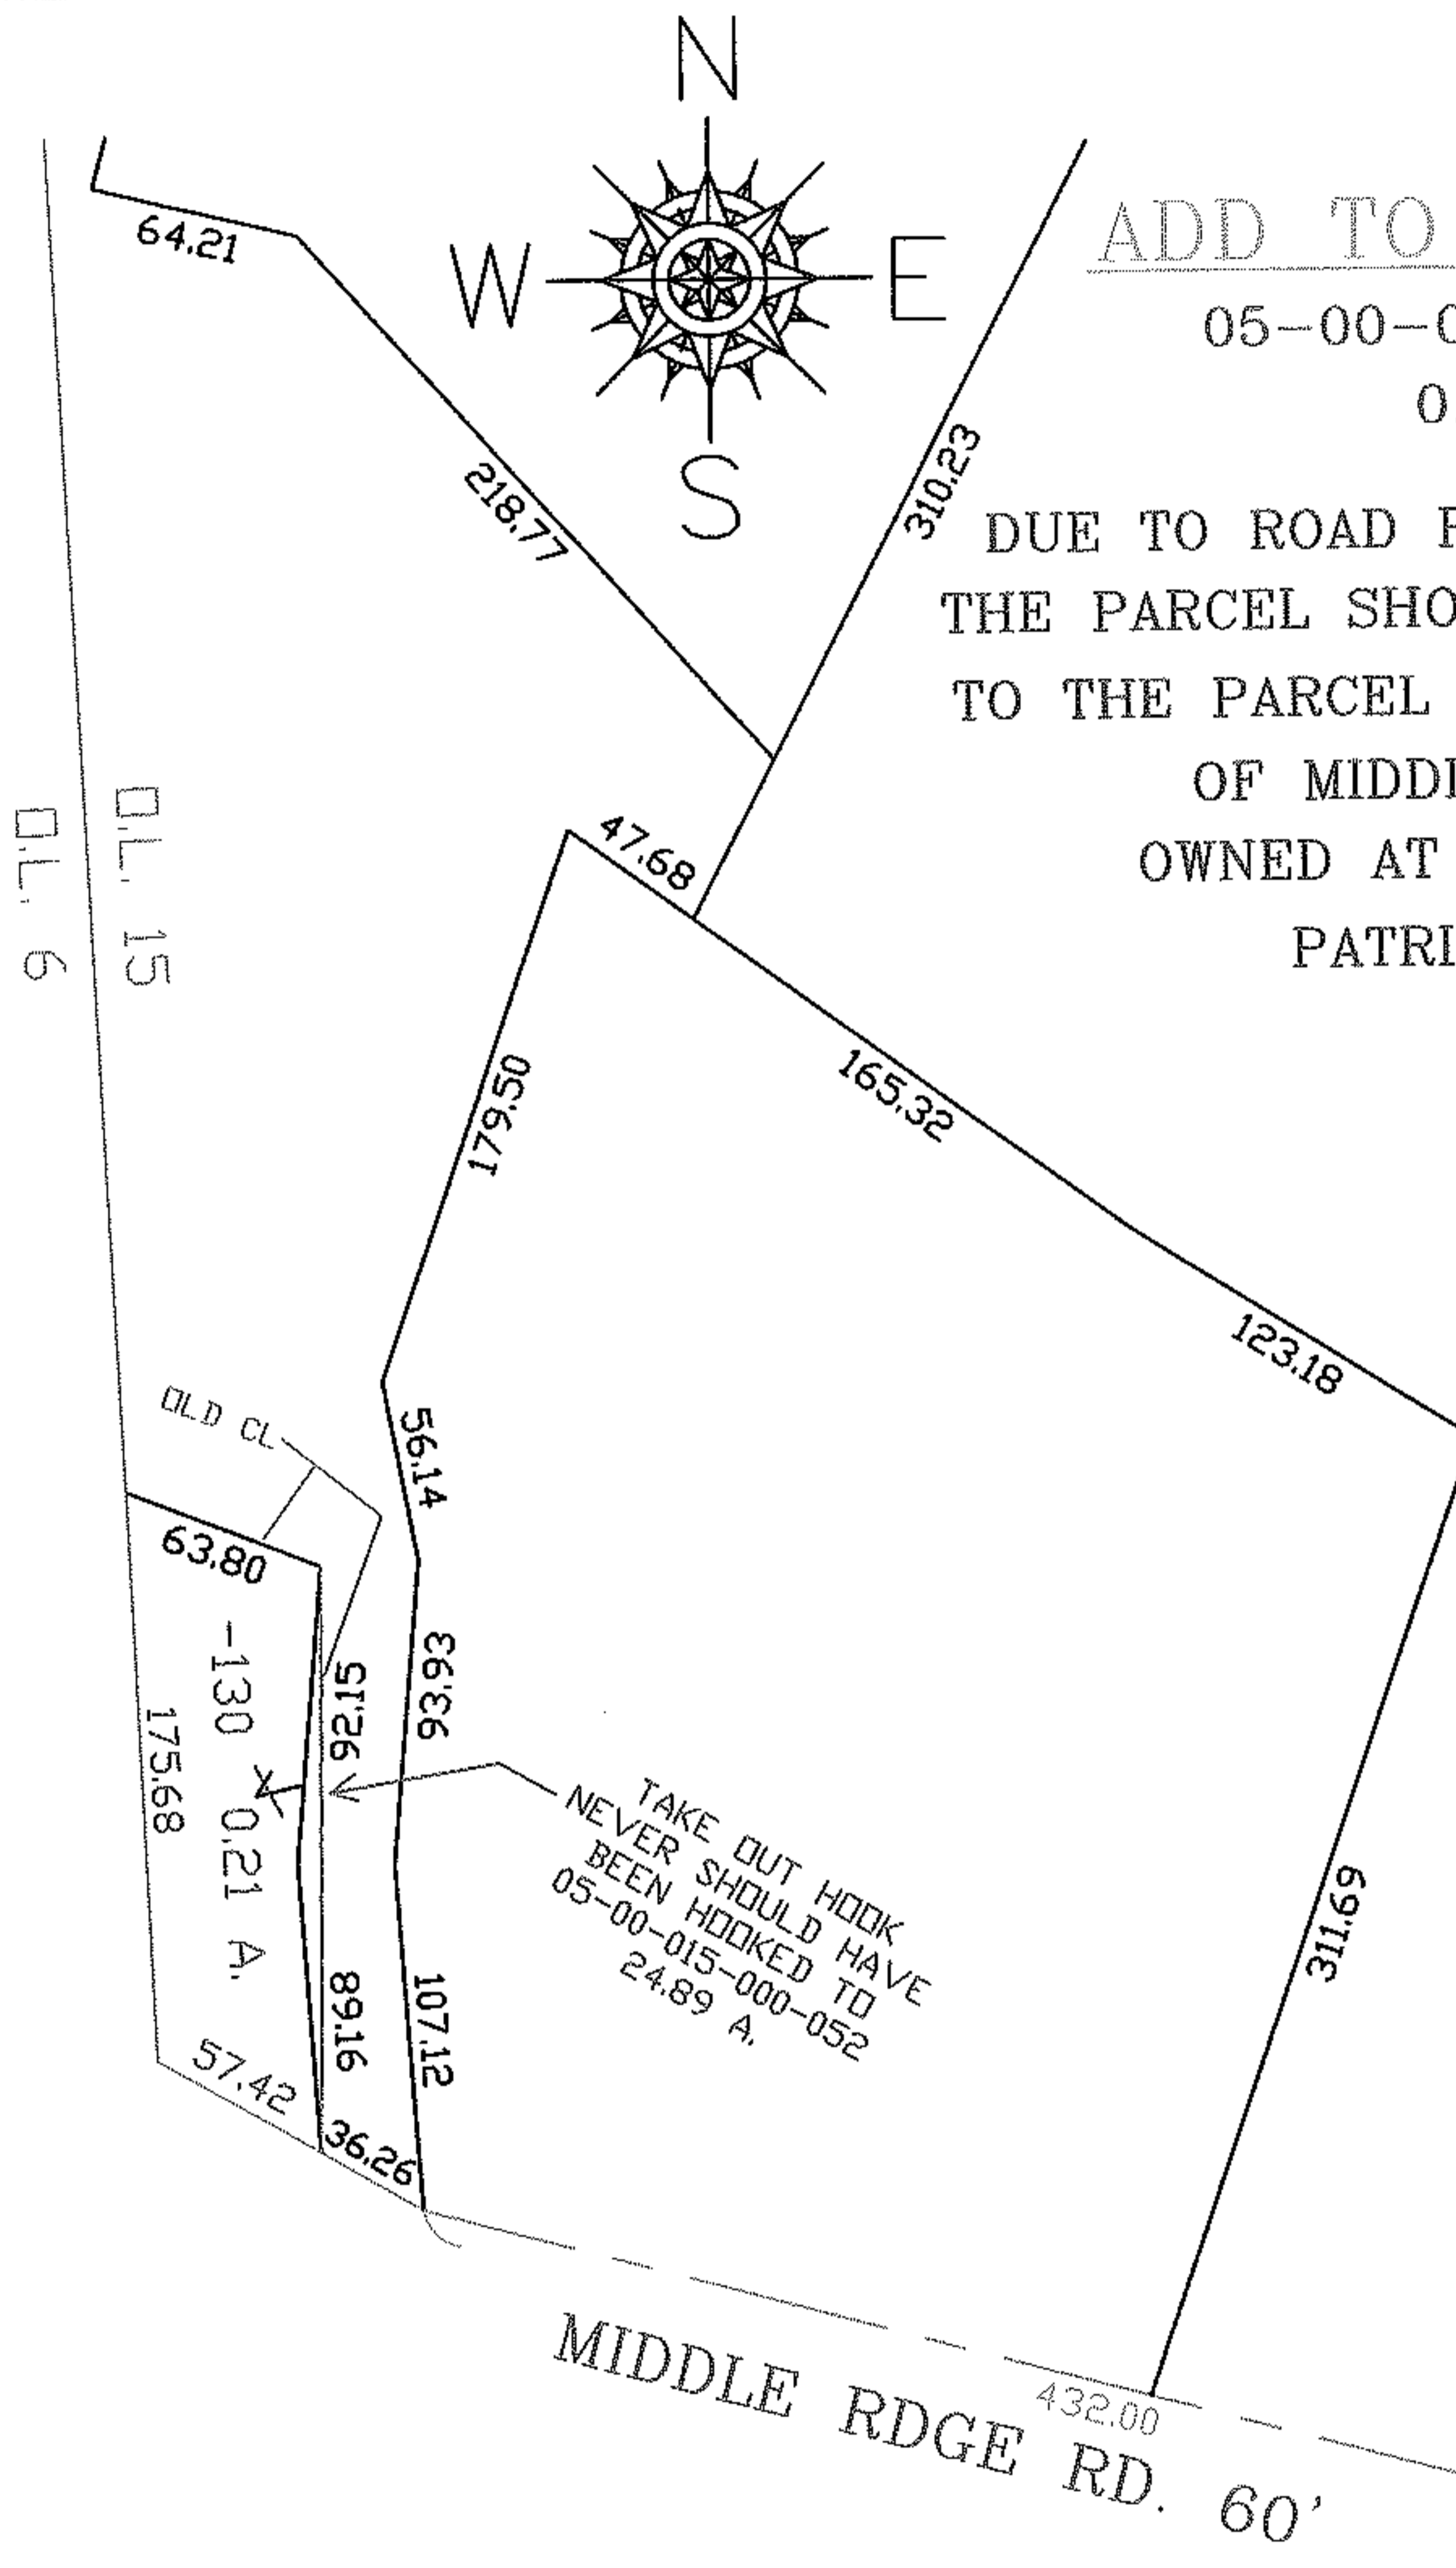 N
W
E
S
64.21
218.77
310.23
ADD TO
05-00-0
0
DUE TO ROAD
THE PARCEL SHO
TO THE PARCEL
OF MIDDL
OWNED AT
PATRI
O.L. 15
O.L. 6
47.68
179.50
165.32
123.18
OLD CL
56.14
63.80
93.93
92.15
-130 0.21 A.
175.68
TAKE OUT HOOK
NEVER SHOULD HAVE
BEEN HOOKED TO
05-00-015-000-052
24.89 A.
311.69
89.16
107.12
57.42
36.26
432.00
MIDDLE RDGE RD. 60'